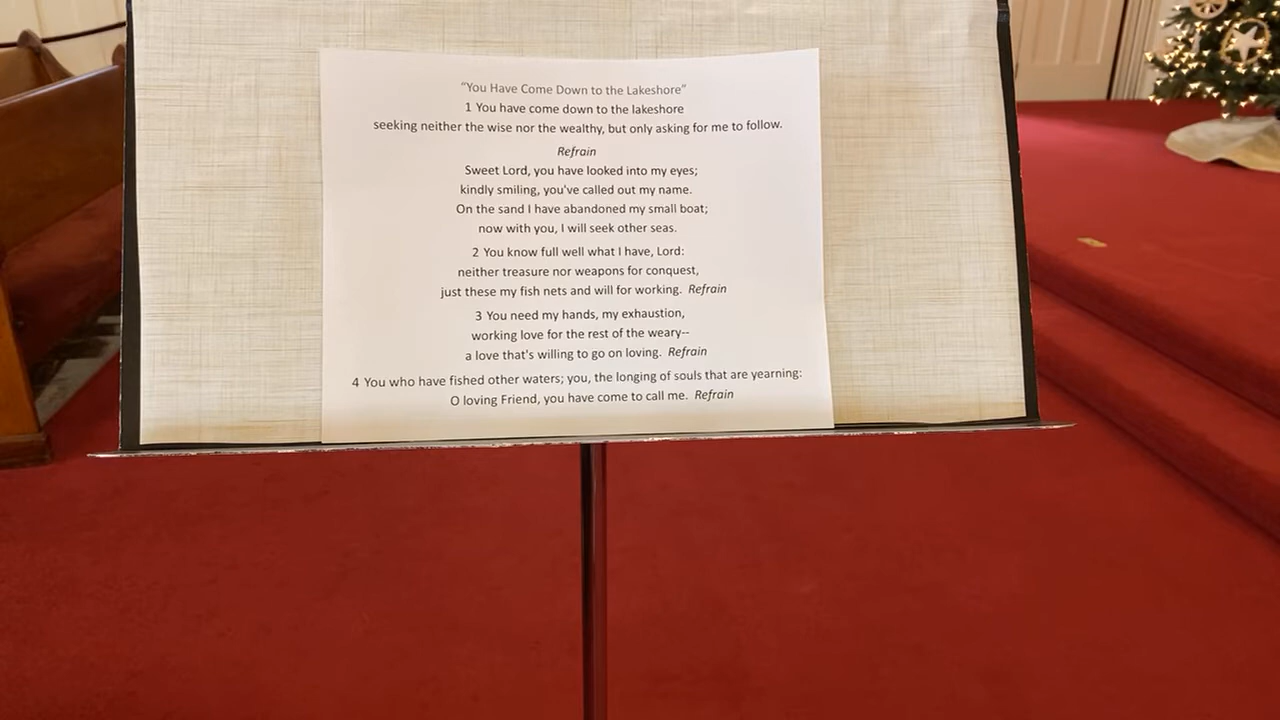 “You Have Come Down to the Lakeshore”
1 You have come down to the lakeshore
seeking neither the wise nor the wealthy, but only asking for me to follow.
Refrain
Sweet Lord, you have looked into my eyes;
kindly smiling, you've called out my name.
On the sand I have abandoned my small boat;
now with you, I will seek other seas.
2 You know full well what I have, Lord:
neither treasure nor weapons for conquest,
just these my fish nets and will for working. Refrain
3 You need my hands, my exhaustion,
working love for the rest of the weary--
a love that's willing to go on loving. Refrain
4 You who have fished other waters; you, the longing of souls that are yearning:
O loving Friend, you have come to call me. Refrain